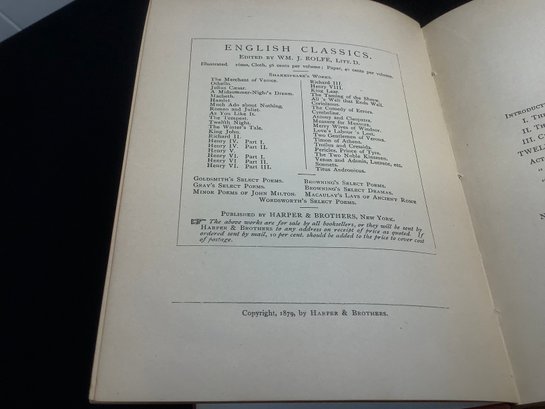 ENGLISH CLASSICS.
EDITED BY WM. J. ROLFE, LITT. D.
Illustrated. 16mo, Cloth, 56 cents per volume; Paper, 40 cents per volume.
SHAKESPEARE'S WORKS.
The Merchant of Venice.
Othello.
Julius Cæsar.
A Midsummer-Night's Dream.
Macbeth.
Hamlet.
Much Ado about Nothing.
Romeo and Juliet.
As You Like It.
The Tempest.
Twelfth Night.
The Winter's Tale.
King John.
Richard II.
Henry IV. Part I.
Henry IV. Part II.
Henry V.
Henry VI. Part I.
Henry VI. Part II.
Henry VI. Part III.
Richard III.
Henry VIII.
King Lear.
The Taming of the Shrew.
All 's Well that Ends Well.
Coriolanus.
The Comedy of Errors.
Cymbeline.
Antony and Cleopatra.
Measure for Measure.
Merry Wives of Windsor.
Love's Labour 's Lost.
Two Gentlemen of Verona.
Timon of Athens.
Troilus and Cressida.
Pericles, Prince of Tyre.
The Two Noble Kinsmen.
Venus and Adonis, Lucrece, etc.
Sonnets.
Titus Andronicus.
GOLDSMITH'S SELECT POEMS.
GRAY'S SELECT POEMS.
MINOR POEMS OF JOHN MILTON.
BROWNING'S SELECT POEMS.
BROWNING'S SELECT DRAMAS.
MACAULAY'S LAYS OF ANCIENT ROME
WORDSWORTH'S SELECT POEMS.
PUBLISHED BY HARPER & BROTHERS, NEW YORK.
☞ The above works are for sale by all booksellers, or they will be sent by
HARPER & BROTHERS to any address on receipt of price as quoted. If
ordered sent by mail, 10 per cent. should be added to the price to cover cost
of postage.
Copyright, 1879, by HARPER & BROTHERS.
INTRODUCT
I. TH
II. TH
III. C
TWEL
ACT
"
"
N